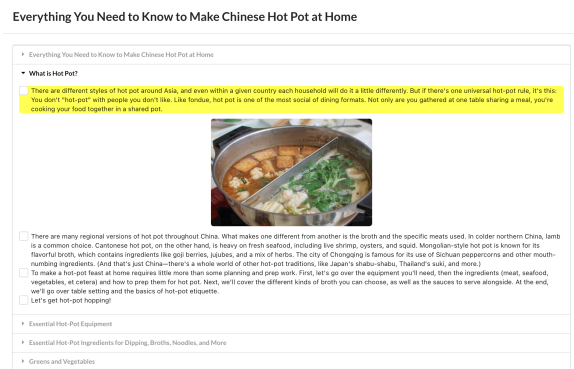 Everything You Need to Know to Make Chinese Hot Pot at Home
Everything You Need to Know to Make Chinese Hot Pot at Home
What is Hot Pot?
There are different styles of hot pot around Asia, and even within a given country each household will do it a little differently. But if there's one universal hot-pot rule, it's this:
You don't "hot-pot" with people you don't like. Like fondue, hot pot is one of the most social of dining formats. Not only are you gathered at one table sharing a meal, you're
cooking your food together in a shared pot.
There are many regional versions of hot pot throughout China. What makes one different from another is the broth and the specific meats used. In colder northern China, lamb
is a common choice. Cantonese hot pot, on the other hand, is heavy on fresh seafood, including live shrimp, oysters, and squid. Mongolian-style hot pot is known for its
flavorful broth, which contains ingredients like goji berries, jujubes, and a mix of herbs. The city of Chongqing is famous for its use of Sichuan peppercorns and other mouth-
numbing ingredients. (And that's just China—there's a whole world of other hot-pot traditions, like Japan's shabu-shabu, Thailand's suki, and more.)
To make a hot-pot feast at home requires little more than some planning and prep work. First, let's go over the equipment you'll need, then the ingredients (meat, seafood,
vegetables, et cetera) and how to prep them for hot pot. Next, we'll cover the different kinds of broth you can choose, as well as the sauces to serve alongside. At the end,
we'll go over table setting and the basics of hot-pot etiquette.
Let's get hot-pot hopping!
Essential Hot-Pot Equipment
Essential Hot-Pot Ingredients for Dipping, Broths, Noodles, and More
Greens and Vegetables